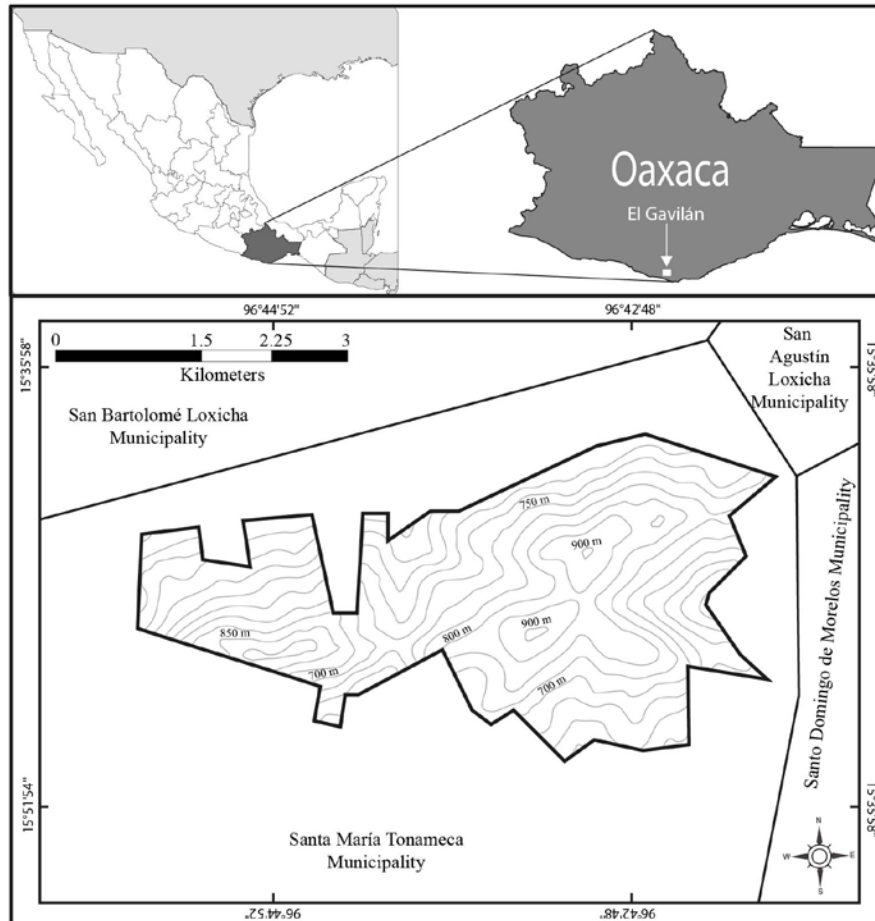 Oaxaca
El Gavilán
96°44'52"
96°42'48"
0
1.5
2.25
3
Kilometers
15°35'58"
15°35'58"
San
Agustín
Loxicha
Municipality
San Bartolomé Loxicha
Municipality
750 m
900 m
900 m
850 m
800 m
700 m
700 m
Santo Domingo de Morelos Municipality
15°51'54"
15°35'58"
Santa María Tonameca
Municipality
N
W
E
S
96°44'52"
96°42'48"